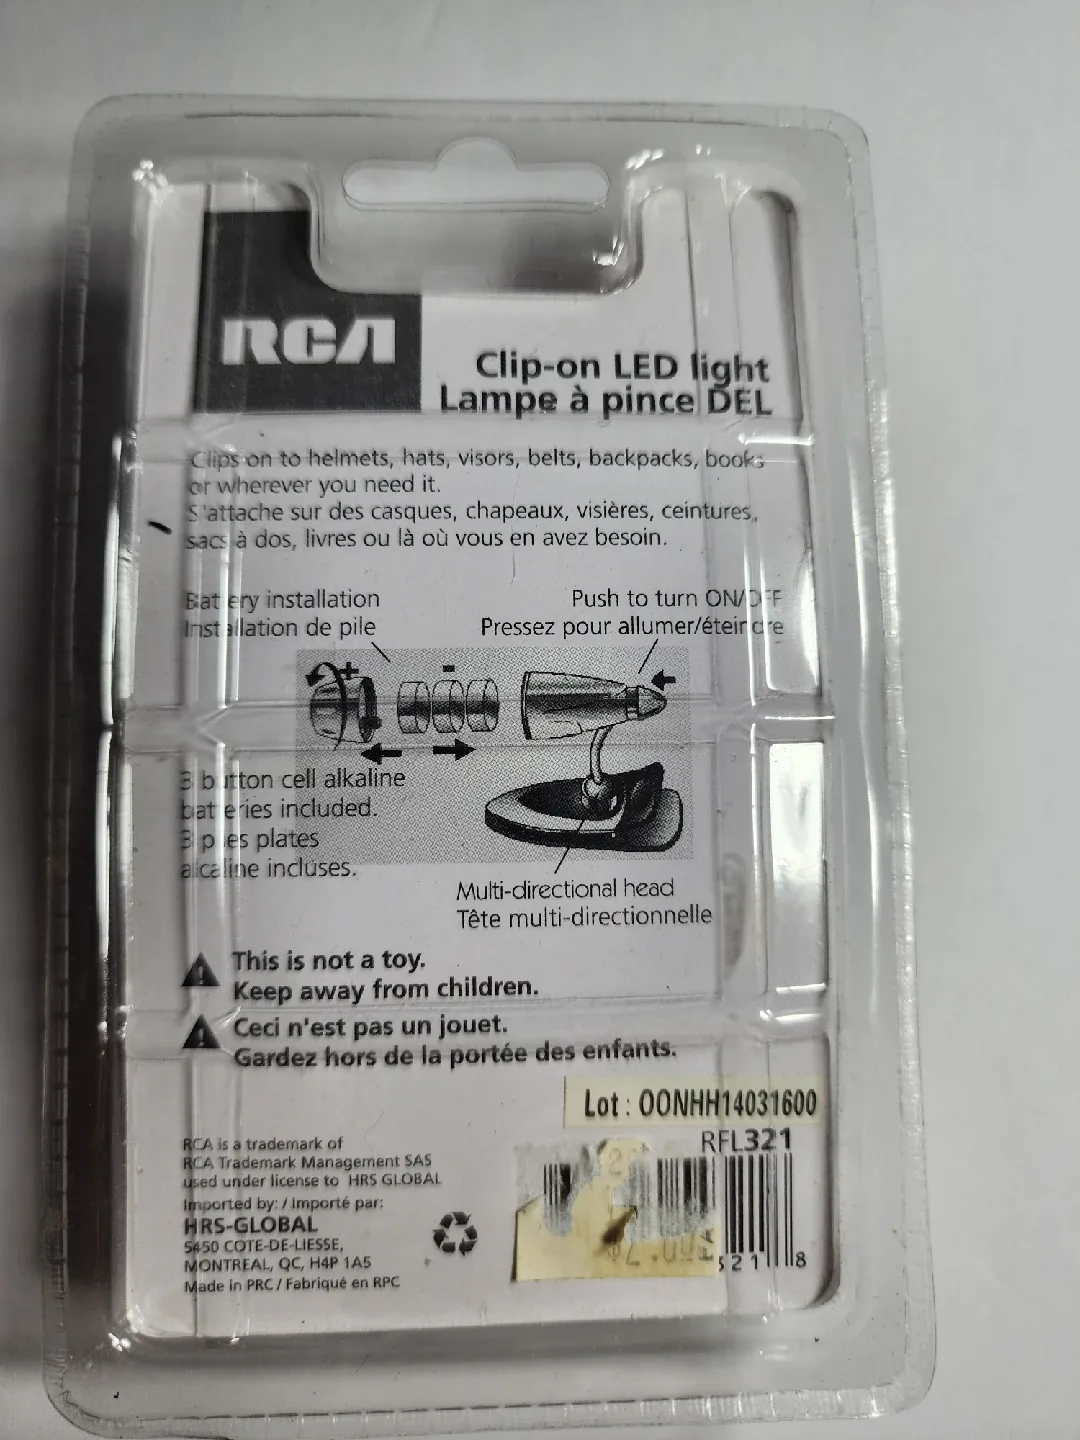 RCA
Clip-on LED light
Lampe à pince DEL
Clips on to helmets, hats, visors, belts, backpacks, books
or wherever you need it.
S'attache sur des casques, chapeaux, visières, ceintures,
sacs à dos, livres ou là où vous en avez besoin.
Battery installation
Installation de pile
Push to turn ON/OFF
Pressez pour allumer/éteindre
+
-
3 button cell alkaline
batteries included.
3 piles plates
alcaline incluses.
Multi-directional head
Tête multi-directionnelle
This is not a toy.
Keep away from children.
Ceci n'est pas un jouet.
Gardez hors de la portée des enfants.
Lot : OONHH14031600
RFL321
RCA is a trademark of
RCA Trademark Management SAS
used under license to HRS GLOBAL
Imported by: / Importé par:
HRS-GLOBAL
5450 COTE-DE-LIESSE,
MONTREAL, QC, H4P 1A5
Made in PRC / Fabriqué en RPC
$2.00
321 8